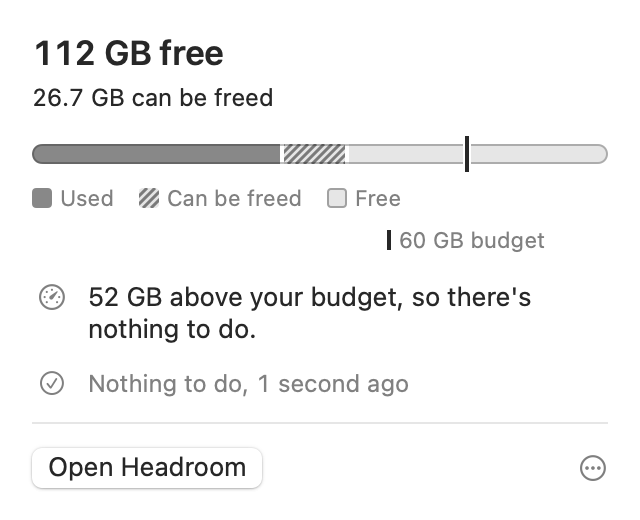 112 GB free
26.7 GB can be freed
Used
Can be freed
Free
60 GB budget
52 GB above your budget, so there's
nothing to do.
Nothing to do, 1 second ago
Open Headroom